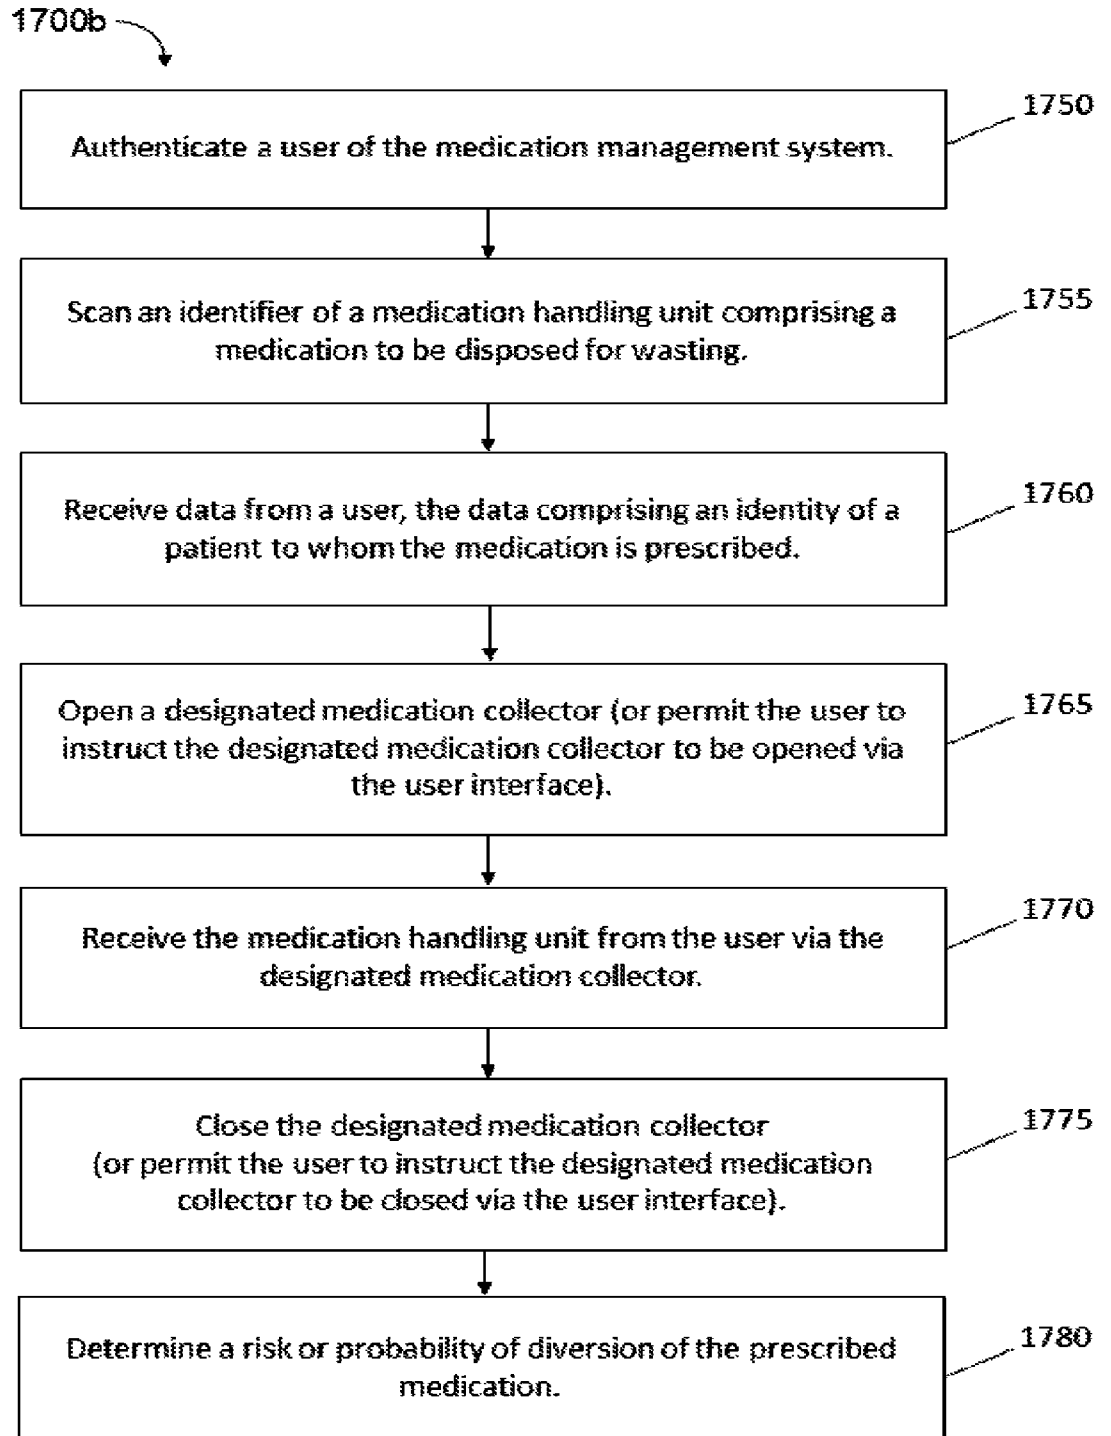 1700b
1750
Authenticate a user of the medication management system.
1755
Scan an identifier of a medication handling unit comprising a
medication to be disposed for wasting.
1760
Receive data from a user, the data comprising an identity of a
patient to whom the medication is prescribed.
1765
Open a designated medication collector (or permit the user to
instruct the designated medication collector to be opened via
the user interface).
1770
Receive the medication handling unit from the user via the
designated medication collector.
1775
Close the designated medication collector
(or permit the user to instruct the designated medication
collector to be closed via the user interface).
1780
Determine a risk or probability of diversion of the prescribed
medication.